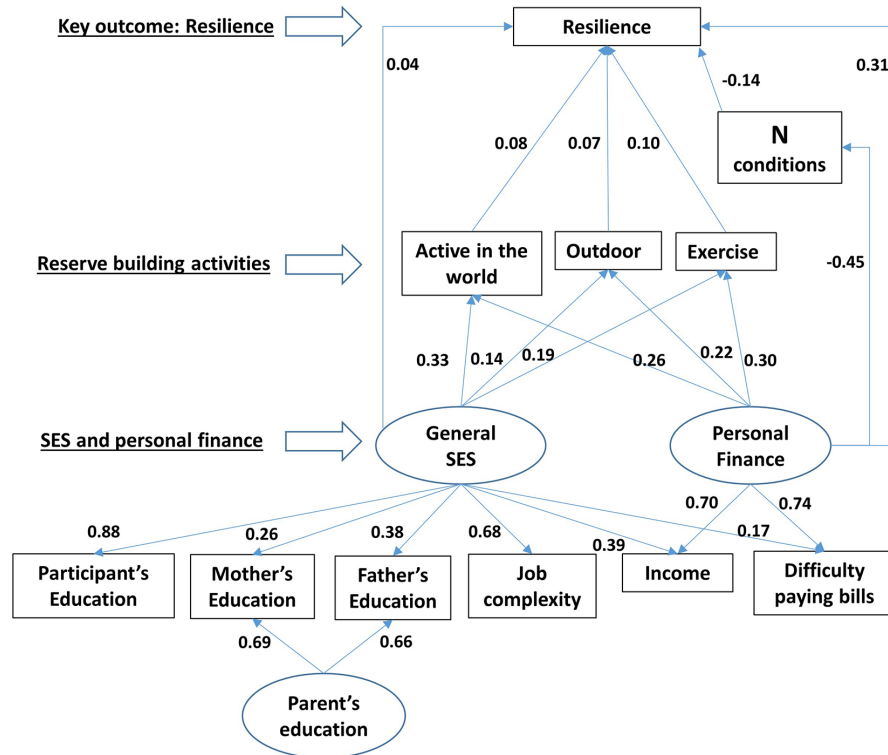 Key outcome: Resilience
Resilience
0.04
0.31
-0.14
N
conditions
0.08
0.07
0.10
Reserve building activities
Active in the
world
Outdoor
Exercise
-0.45
0.33
0.14
0.19
0.26
0.22
0.30
SES and personal finance
General
SES
Personal
Finance
0.88
0.26
0.38
0.68
0.39
0.70
0.74
0.17
Participant's
Education
Mother's
Education
Father's
Education
Job
complexity
Income
Difficulty
paying bills
0.69
0.66
Parent's
education